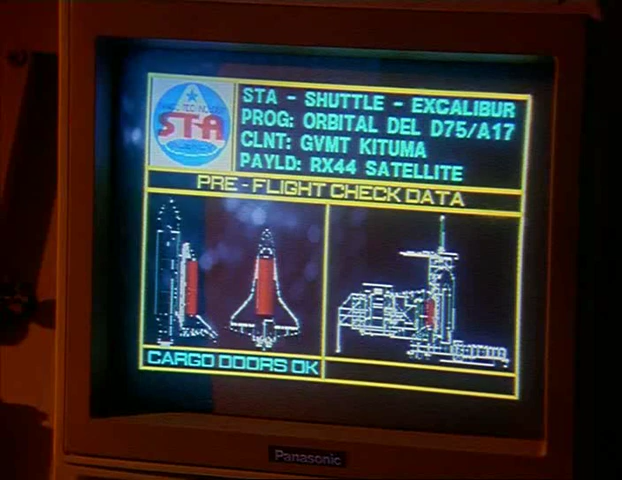 STA
STA - SHUTTLE - EXCALIBUR
PROG: ORBITAL DEL D75/A17
CLNT: GVMT KITUMA
PAYLD: RX44 SATELLITE
PRE - FLIGHT CHECK DATA
CARGO DOORS OK
Panasonic